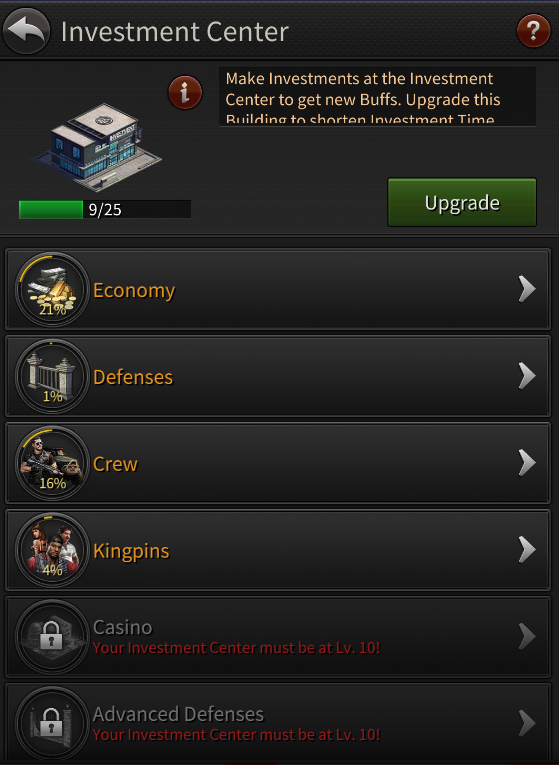 Investment Center
?
i
Make Investments at the Investment
Center to get new Buffs. Upgrade this
Building to shorten Investment Time.
INVESTMENT
9/25
Upgrade
Economy
21%
Defenses
1%
Crew
16%
Kingpins
4%
Casino
Your Investment Center must be at Lv. 10!
Advanced Defenses
Your Investment Center must be at Lv. 10!